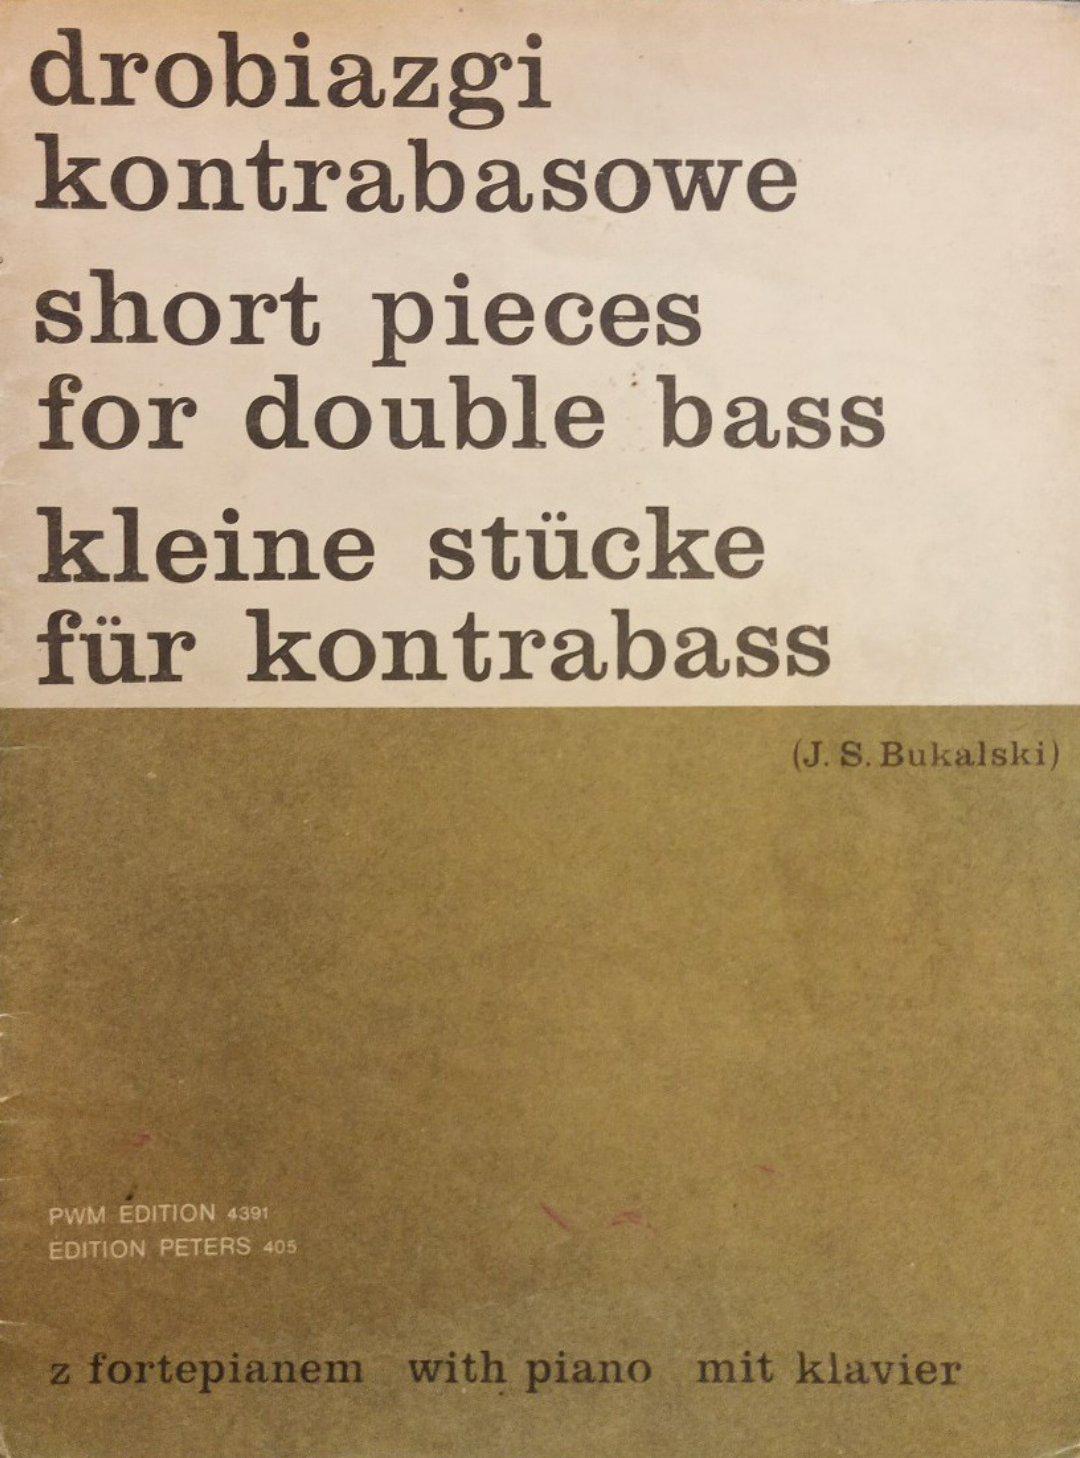 drobiazgi
kontrabasowe
short pieces
for double bass
kleine stücke
für kontrabass
(J. S. Bukalski)
PWM EDITION 4391
EDITION PETERS 405
z fortepianem with piano mit klavier